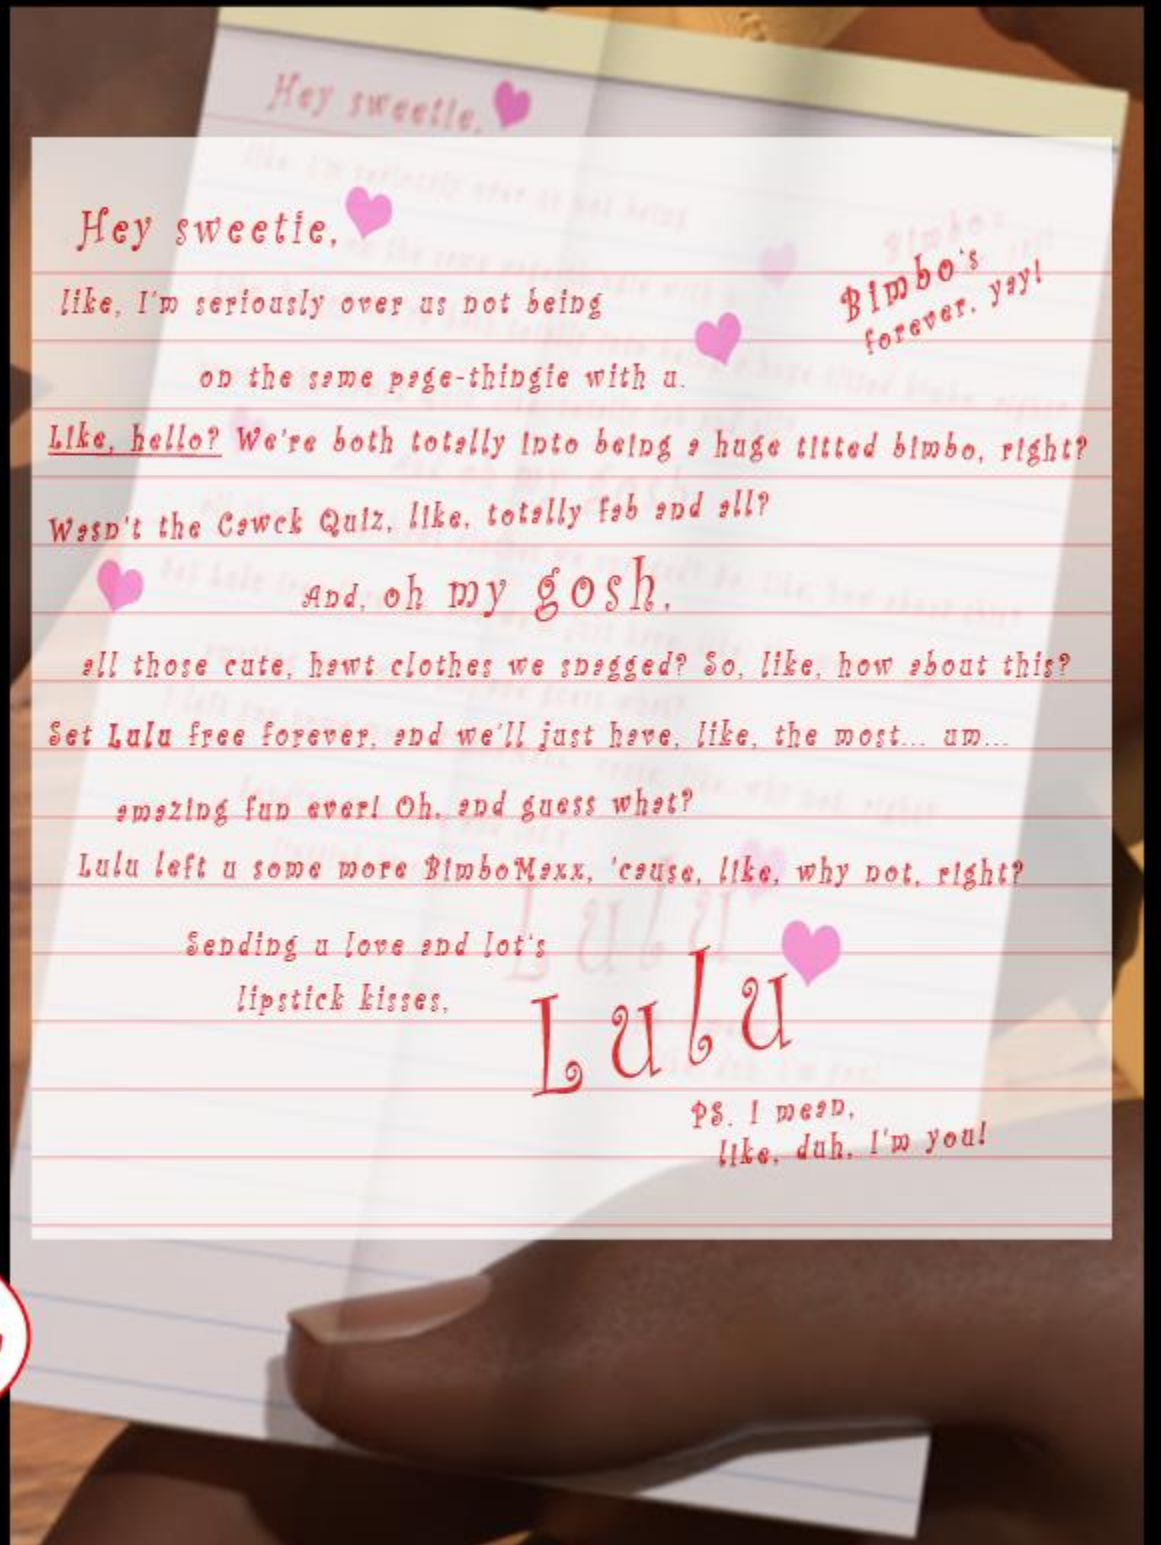 Hey sweetie,
Hey sweetie,
Bimbo's
forever, yay!
like, I'm seriously over us not being
on the same page-thingie with u.
Like, hello? We're both totally into being a huge titted bimbo, right?
Wasn't the Cawck Quiz, like, totally fab and all?
And, oh my gosh,
all those cute, hawt clothes we snagged? So, like, how about this?
Set Lulu free forever, and we'll just have, like, the most... um...
amazing fun ever! Oh, and guess what?
Lulu left u some more BimboMaxx, 'cause, like, why not, right?
Sending u love and lot's
lipstick kisses,
Lulu
PS. I mean,
like, duh, I'm you!